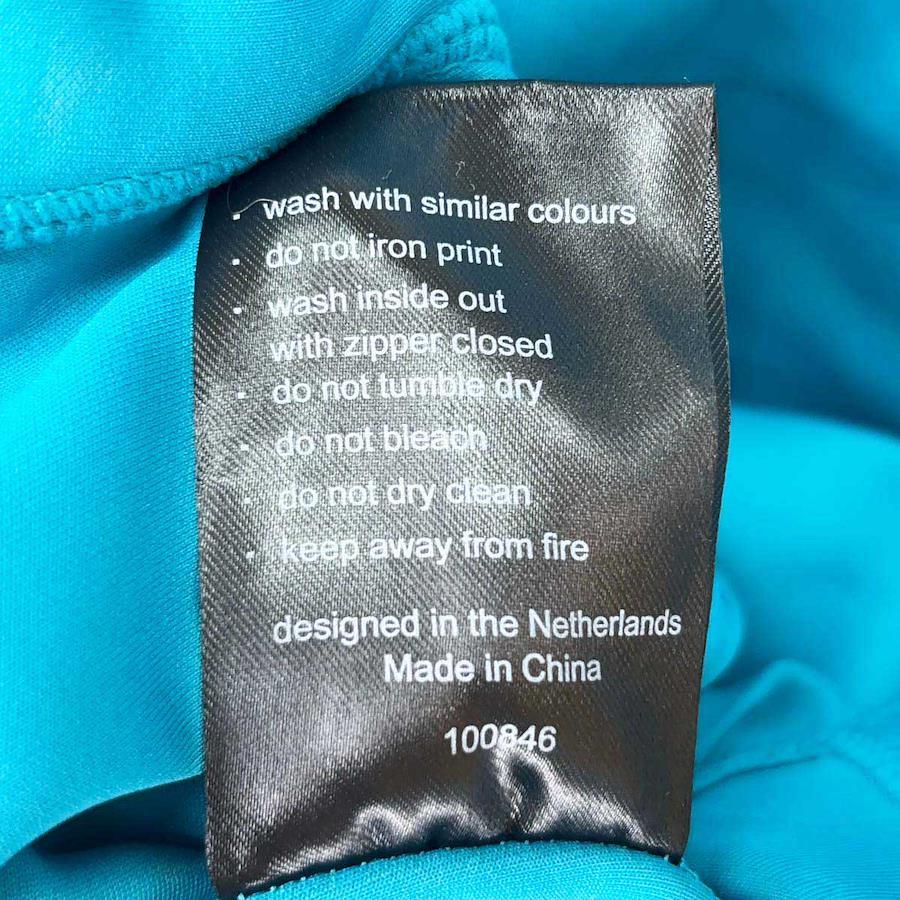 · wash with similar colours
· do not iron print
· wash inside out
with zipper closed
· do not tumble dry
· do not bleach
· do not dry clean
· keep away from fire
designed in the Netherlands
Made in China
100846